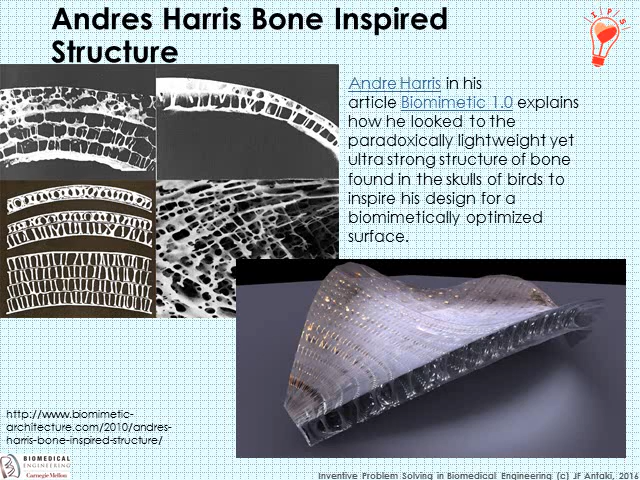 Andres Harris Bone Inspired
Structure
I P S
Andre Harris in his
article Biomimetic 1.0 explains
how he looked to the
paradoxically lightweight yet
ultra strong structure of bone
found in the skulls of birds to
inspire his design for a
biomimetically optimized
surface.
http://www.biomimetic-
architecture.com/2010/andres-
harris-bone-inspired-structure/
BIOMEDICAL
ENGINEERING
Carnegie Mellon
Inventive Problem Solving in Biomedical Engineering (c) JF Antaki, 2016